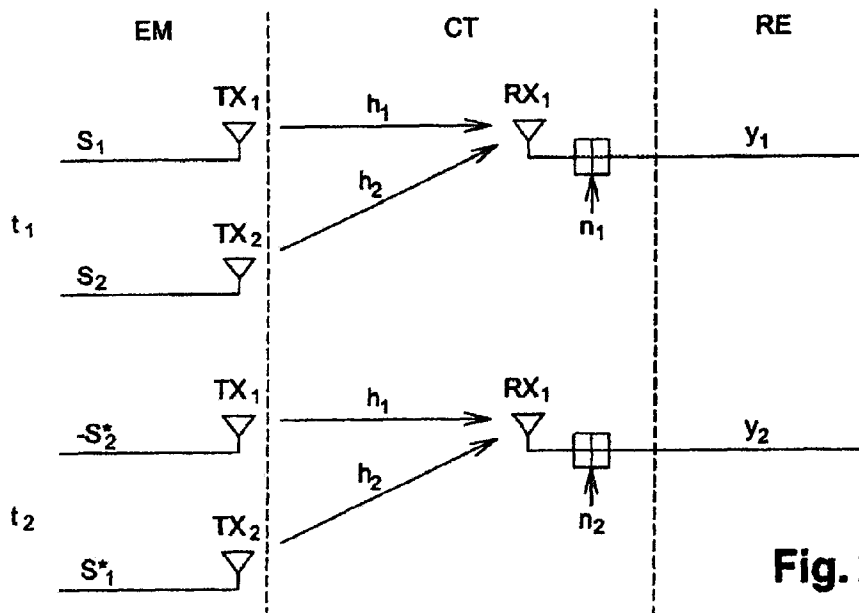 EM CT RE
TX₁ h₁ RX₁
S₁ y₁
h₂
t₁ TX₂ n₁
S₂
TX₁ h₁ RX₁
-S₂* y₂
h₂
t₂ TX₂ n₂
S*₁
Fig.